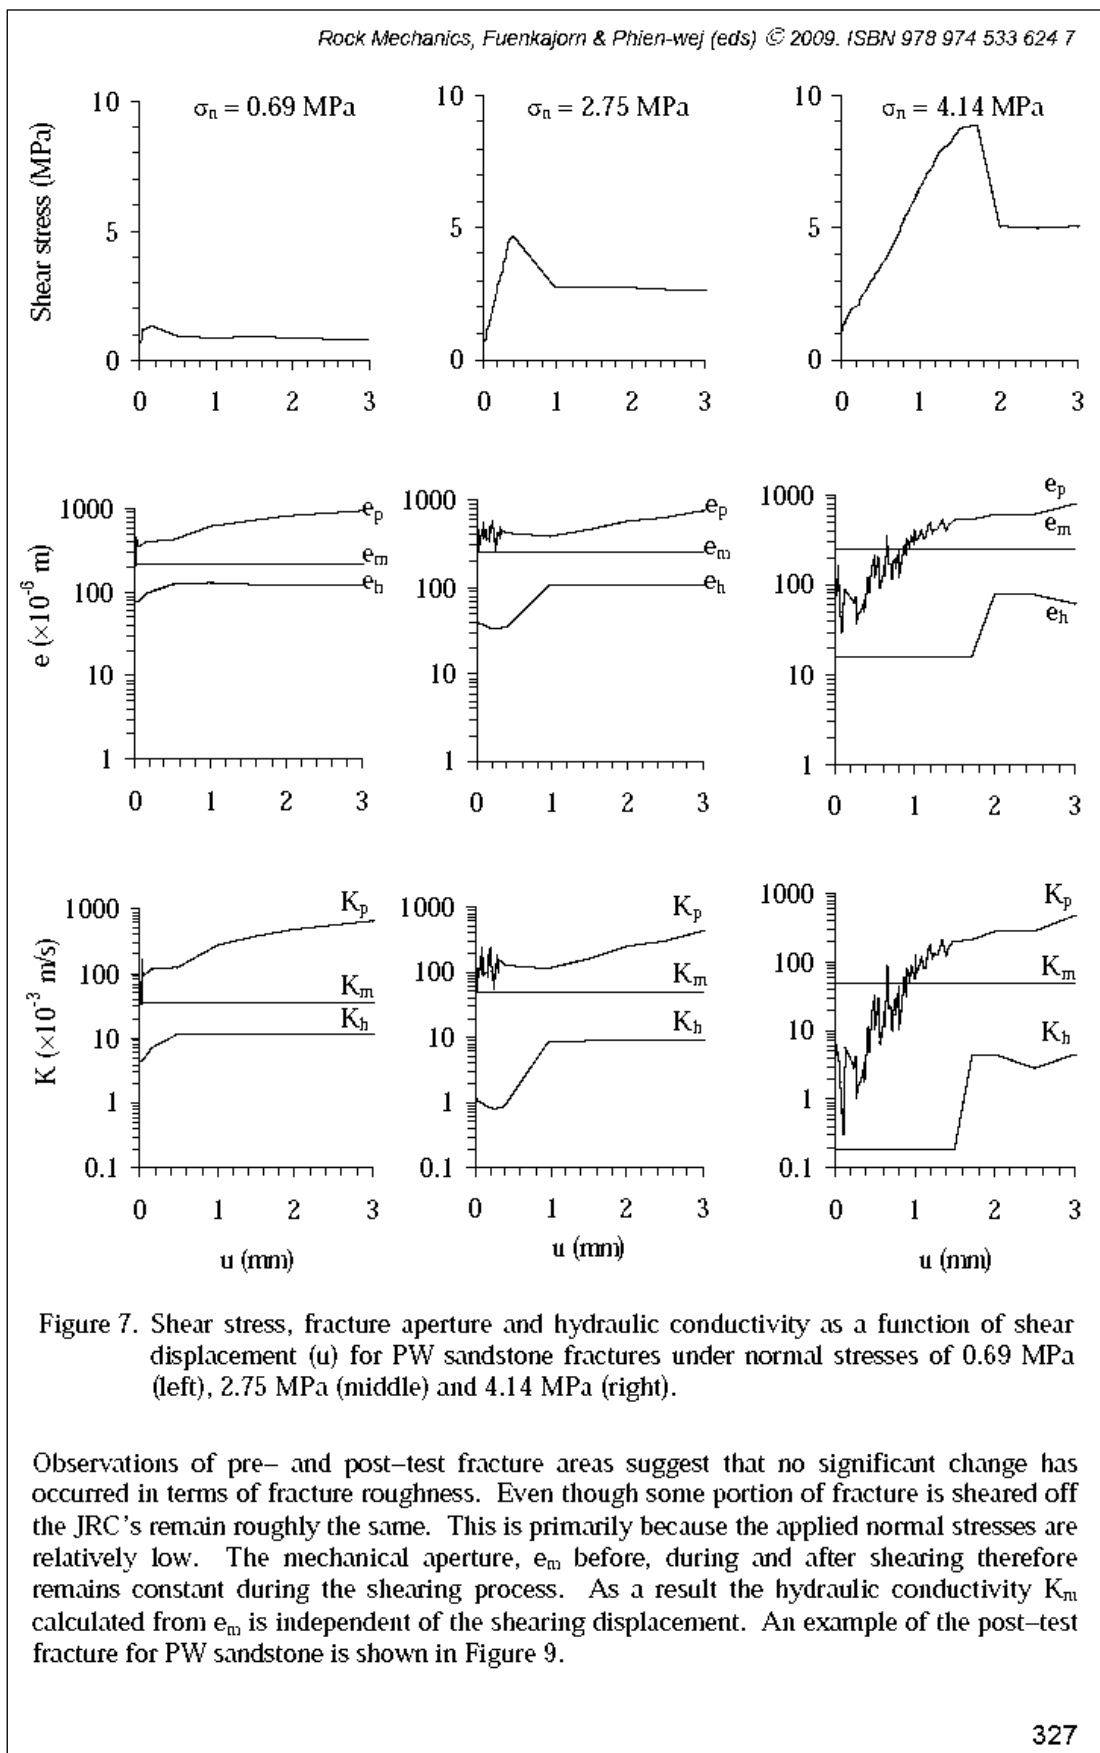 Rock Mechanics, Fuenkajorn & Phien-wej (eds) © 2009. ISBN 978 974 533 624 7
σn = 0.69 MPa
σn = 2.75 MPa
σn = 4.14 MPa
Shear stress (MPa)
10
5
0
0 1 2 3
10
5
0
0 1 2 3
10
5
0
0 1 2 3
e (×10⁻⁶ m)
1000
100
10
1
0 1 2 3
ep
em
eh
1000
100
10
1
0 1 2 3
ep
em
eh
1000
100
10
1
0 1 2 3
ep
em
eh
K (×10⁻³ m/s)
1000
100
10
1
0.1
0 1 2 3
Kp
Km
Kh
u (mm)
1000
100
10
1
0.1
0 1 2 3
Kp
Km
Kh
u (mm)
1000
100
10
1
0.1
0 1 2 3
Kp
Km
Kh
u (mm)
Figure 7. Shear stress, fracture aperture and hydraulic conductivity as a function of shear
displacement (u) for PW sandstone fractures under normal stresses of 0.69 MPa
(left), 2.75 MPa (middle) and 4.14 MPa (right).
Observations of pre– and post–test fracture areas suggest that no significant change has
occurred in terms of fracture roughness. Even though some portion of fracture is sheared off
the JRC's remain roughly the same. This is primarily because the applied normal stresses are
relatively low. The mechanical aperture, em before, during and after shearing therefore
remains constant during the shearing process. As a result the hydraulic conductivity Km
calculated from em is independent of the shearing displacement. An example of the post–test
fracture for PW sandstone is shown in Figure 9.
327